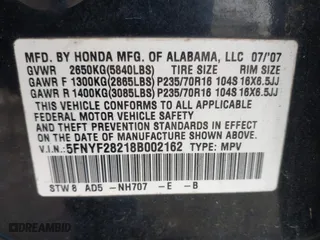 MFD. BY HONDA MFG. OF ALABAMA, LLC 07/'07
GVWR 2650KG(5840LBS) TIRE SIZE RIM SIZE
GAWR F 1300KG(2865LBS) P235/70R16 104S 16X6.5JJ
GAWR R 1400KG(3085LBS) P235/70R16 104S 16X6.5JJ
THIS VEHICLE CONFORMS TO ALL APPLICABLE
FEDERAL MOTOR VEHICLE SAFETY
STANDARDS IN EFFECT ON THE
DATE OF MANUFACTURE SHOWN ABOVE.
V.I.N: 5FNYF28218B002162 TYPE: MPV
STW 8 AD5 -NH707 -E -B
DREAMBID